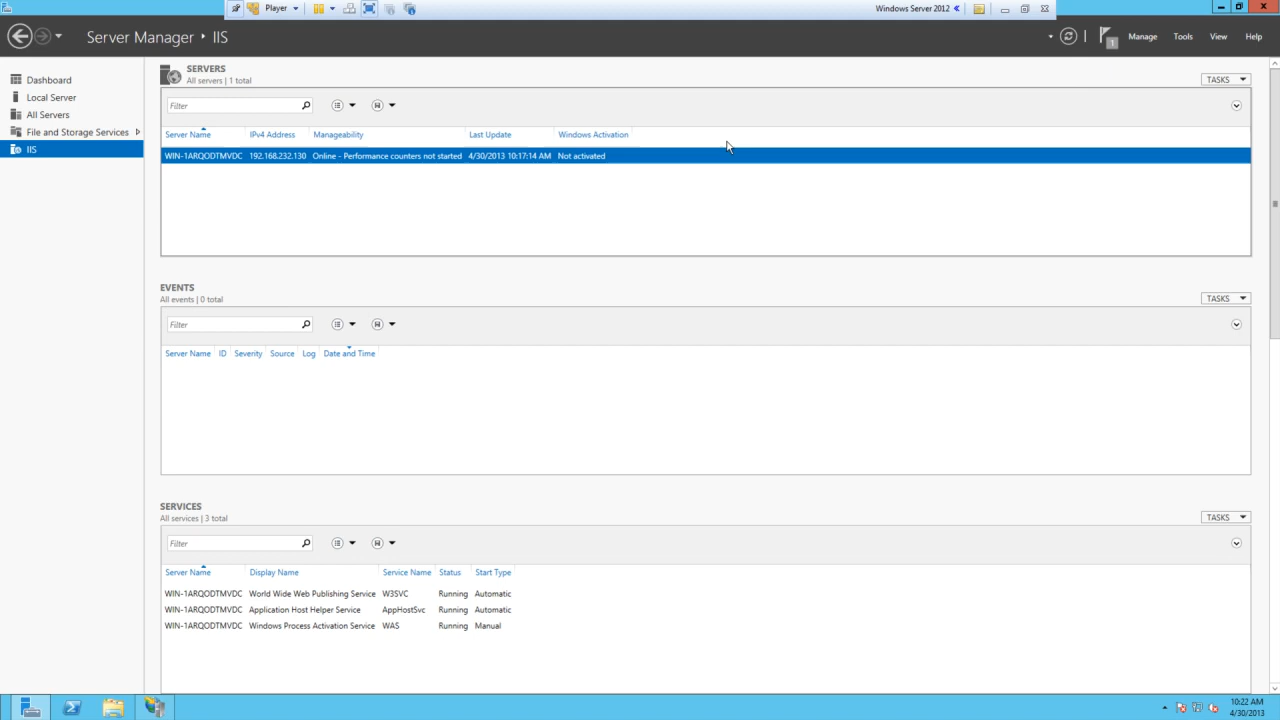 Player
Windows Server 2012
Server Manager • IIS
1
Manage
Tools
View
Help
Dashboard
Local Server
All Servers
File and Storage Services
IIS
SERVERS
All servers | 1 total
TASKS
Filter
Server Name IPv4 Address Manageability Last Update Windows Activation
WIN-1ARQODTMVDC 192.168.232.130 Online - Performance counters not started 4/30/2013 10:17:14 AM Not activated
EVENTS
All events | 0 total
TASKS
Filter
Server Name ID Severity Source Log Date and Time
SERVICES
All services | 3 total
TASKS
Filter
Server Name Display Name Service Name Status Start Type
WIN-1ARQODTMVDC World Wide Web Publishing Service W3SVC Running Automatic
WIN-1ARQODTMVDC Application Host Helper Service AppHostSvc Running Automatic
WIN-1ARQODTMVDC Windows Process Activation Service WAS Running Manual
10:22 AM
4/30/2013